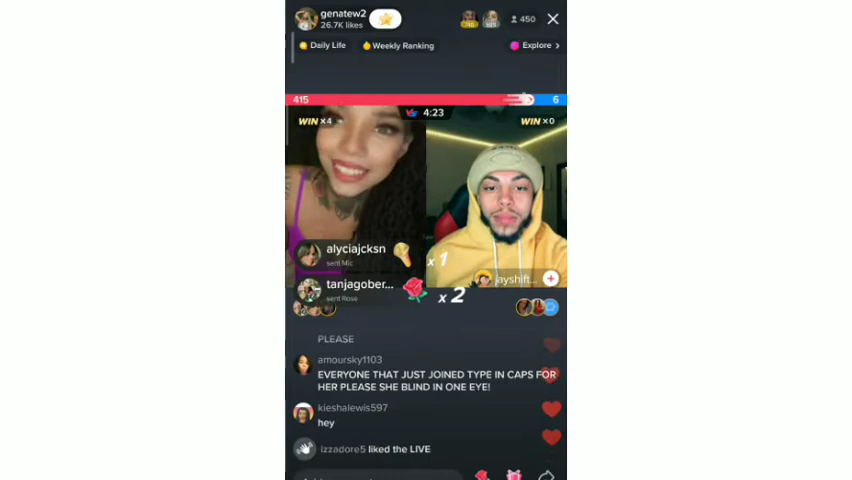 genatew2
26.7K likes
450
Daily Life
Weekly Ranking
Explore >
415
6
4:23
WIN ×4
WIN ×0
alyciajcksn
sent Mic
x 1
jayshift...
tanjagober...
sent Rose
x 2
PLEASE
amoursky1103
EVERYONE THAT JUST JOINED TYPE IN CAPS FOR
HER PLEASE SHE BLIND IN ONE EYE!
kieshalewis597
hey
izzadore5 liked the LIVE